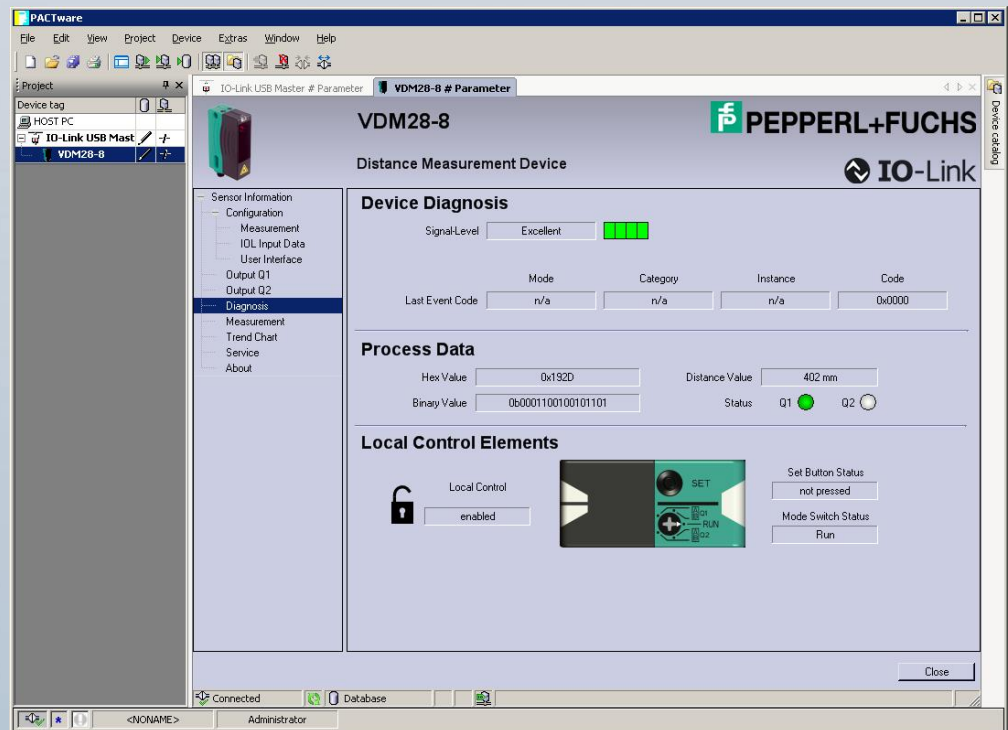 PACTware
File Edit View Project Device Extras Window Help
Project
Device tag
HOST PC
IO-Link USB Mast
VDM28-8
IO-Link USB Master # Parameter
VDM28-8 # Parameter
Device catalog
VDM28-8
PEPPERL+FUCHS
Distance Measurement Device
IO-Link
Sensor Information
Configuration
Measurement
IOL Input Data
User Interface
Output Q1
Output Q2
Diagnosis
Measurement
Trend Chart
Service
About
Device Diagnosis
Signal-Level Excellent
Mode Category Instance Code
Last Event Code n/a n/a n/a 0x0000
Process Data
Hex Value 0x192D Distance Value 402 mm
Binary Value 0b0001100100101101 Status Q1 Q2
Local Control Elements
Local Control
enabled
SET
Q1
RUN
Q2
Set Button Status
not pressed
Mode Switch Status
Run
Close
Connected Database
<NONAME> Administrator